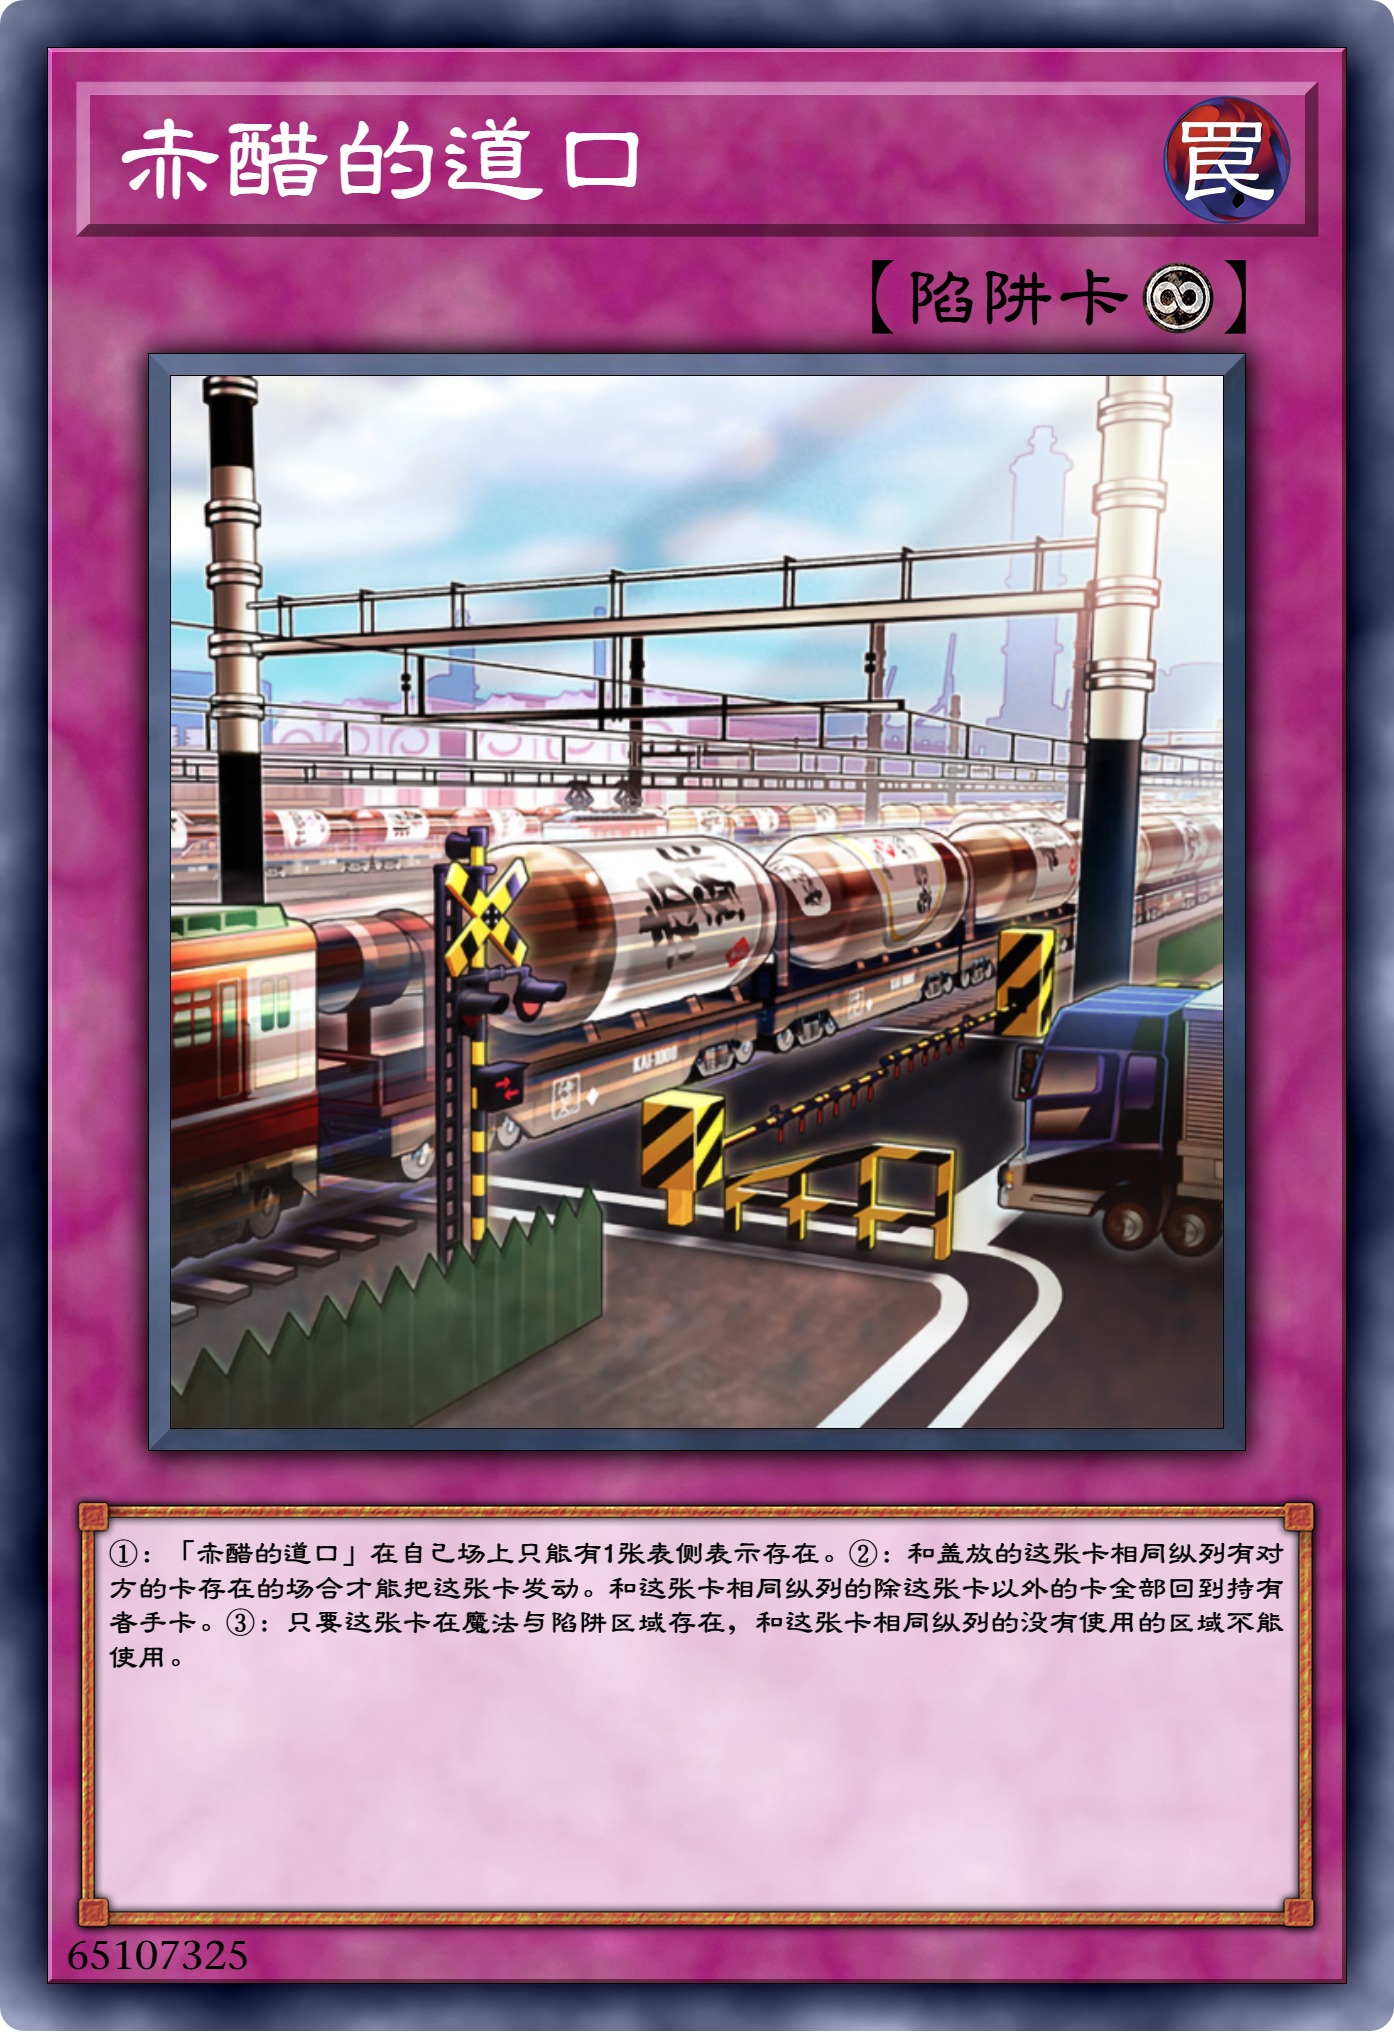 赤醋的道口
罠
【陷阱卡】
KAI-1000
①：「赤醋的道口」在自己场上只能有1张表侧表示存在。②：和盖放的这张卡相同纵列有对
方的卡存在的场合才能把这张卡发动。和这张卡相同纵列的除这张卡以外的卡全部回到持有
者手卡。③：只要这张卡在魔法与陷阱区域存在，和这张卡相同纵列的没有使用的区域不能
使用。
65107325